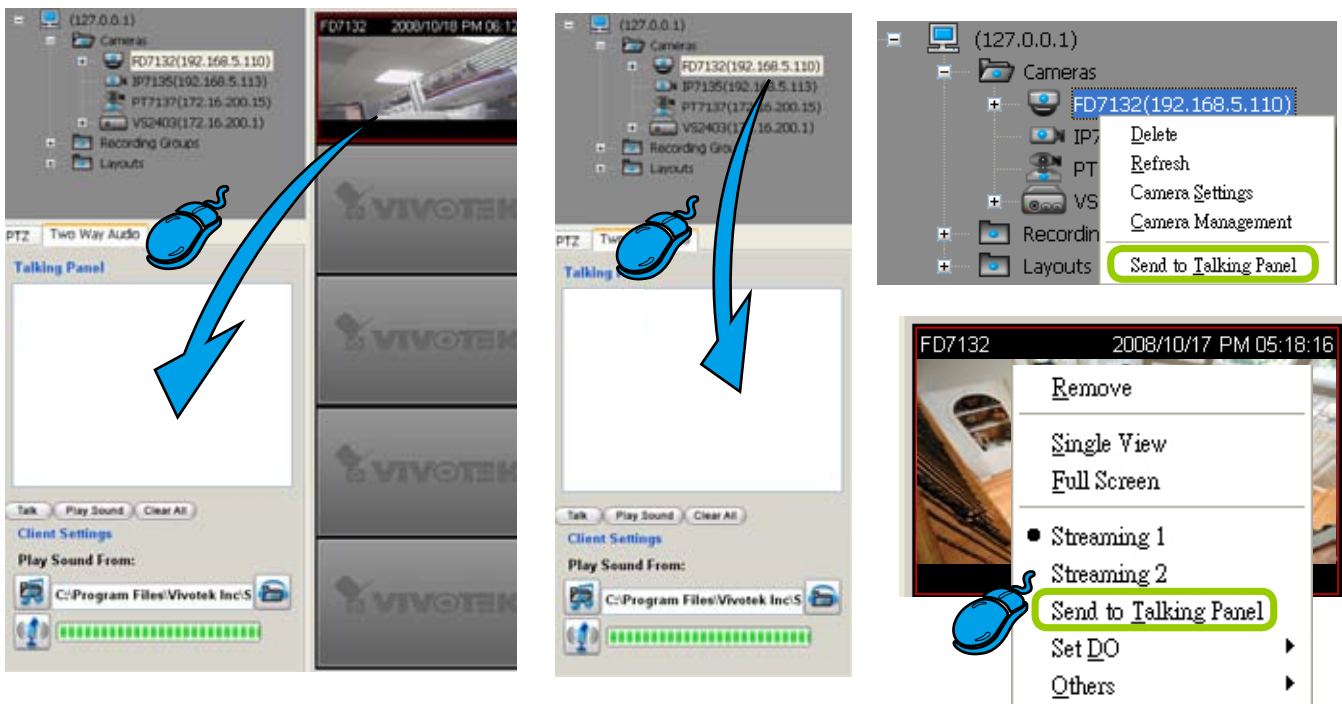 (127.0.0.1)
Cameras
FD7132(192.168.5.110)
IP7135(192.168.5.113)
PT7137(172.16.200.15)
VS2403(172.16.200.1)
Recording Groups
Layouts
FD7132 2008/10/18 PM 06:12
VIVOTEK
VIVOTEK
VIVOTEK
VIVOTEK
PTZ Two Way Audio
Talking Panel
Talk Play Sound Clear All
Client Settings
Play Sound From:
C:\Program Files\Vivotek Inc\S
(127.0.0.1)
Cameras
FD7132(192.168.5.110)
IP7135(192.168.5.113)
PT7137(172.16.200.15)
VS2403(172.16.200.1)
Recording Gro
Layouts
PTZ Tw
Talking
Talk Play Sound Clear All
Client Settings
Play Sound From:
C:\Program Files\Vivotek Inc\S
(127.0.0.1)
Cameras
FD7132(192.168.5.110)
IP7
PT
VS
Recordin
Layouts
Delete
Refresh
Camera Settings
Camera Management
Send to Talking Panel
FD7132 2008/10/17 PM 05:18:16
Remove
Single View
Full Screen
Streaming 1
Streaming 2
Send to Talking Panel
Set DO
Others